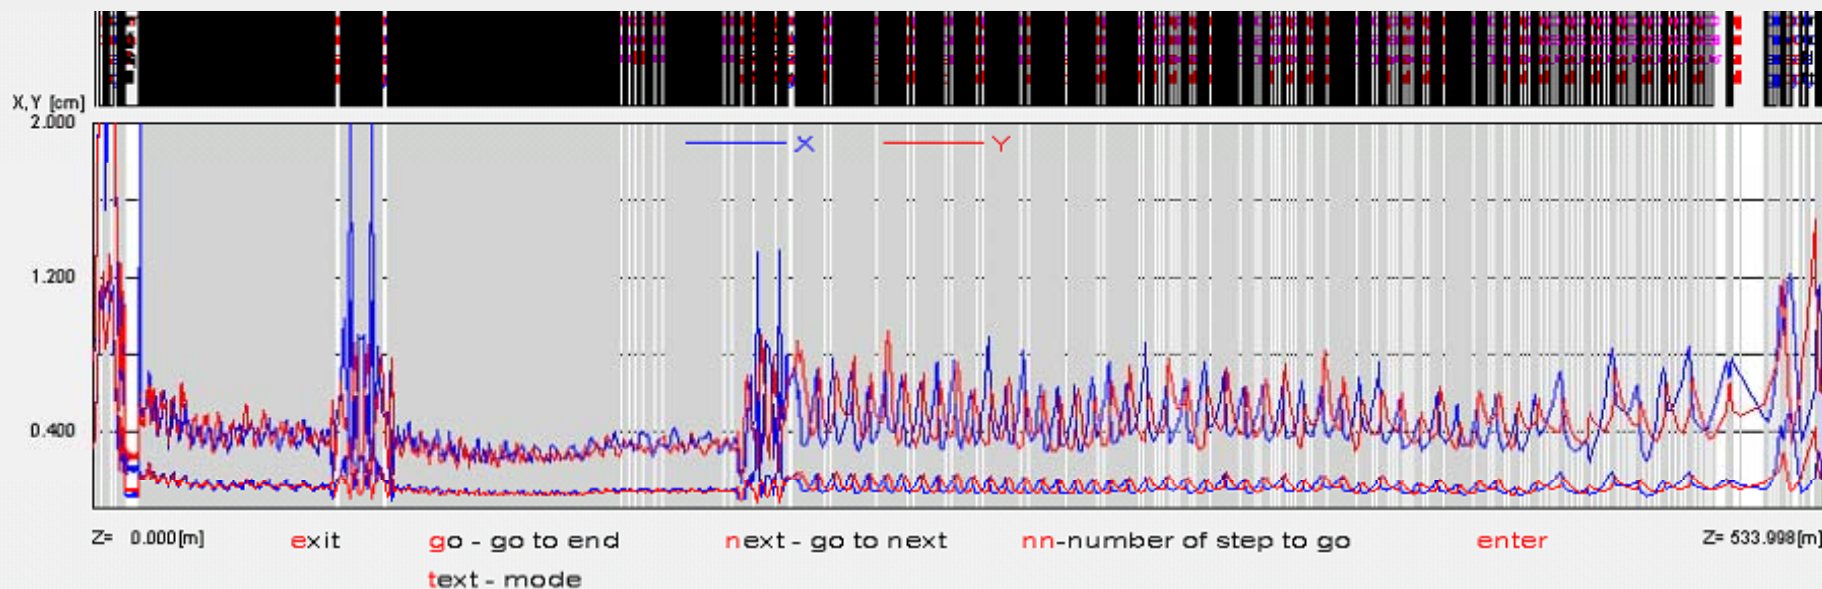 X,Y [cm]
2.000
X Y
1.200
0.400
Z= 0.000[m] exit go - go to end next - go to next nn-number of step to go enter Z= 533.998[m]
text - mode